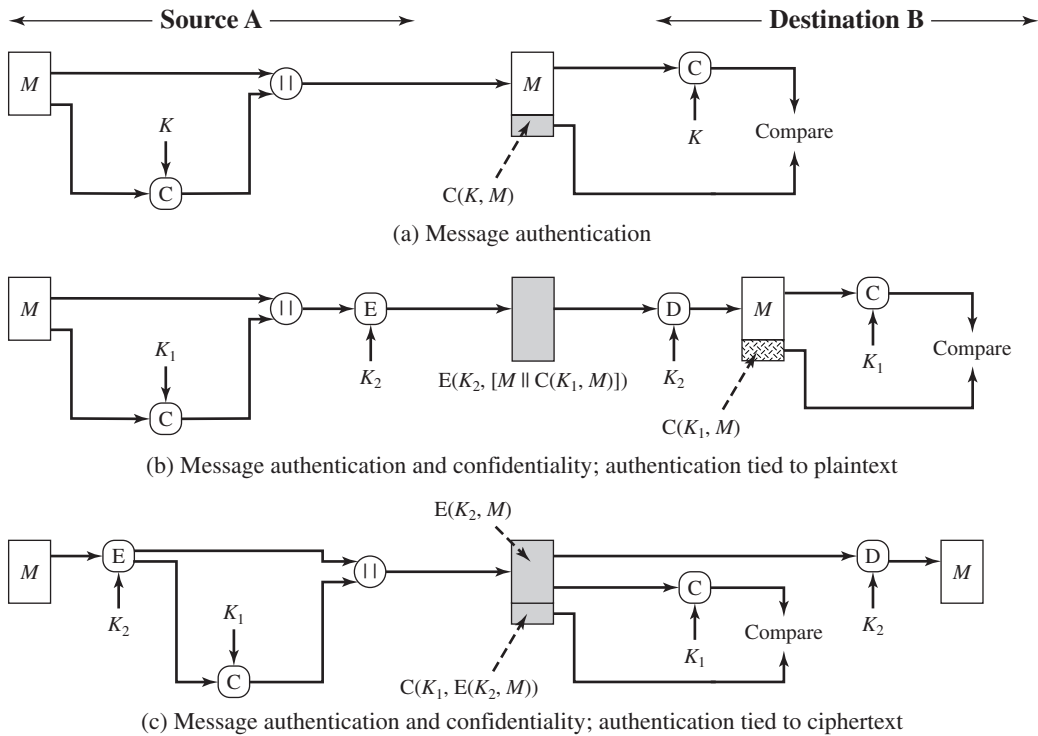 Source A
Destination B
M
||
M
C
K
K
Compare
C
C(K, M)
(a) Message authentication
M
||
E
D
M
C
K₁
K₂
E(K₂, [M || C(K₁, M)])
K₂
K₁
Compare
C
C(K₁, M)
(b) Message authentication and confidentiality; authentication tied to plaintext
E(K₂, M)
M
E
||
D
M
K₂
K₁
C
K₁
Compare
K₂
C
C(K₁, E(K₂, M))
(c) Message authentication and confidentiality; authentication tied to ciphertext